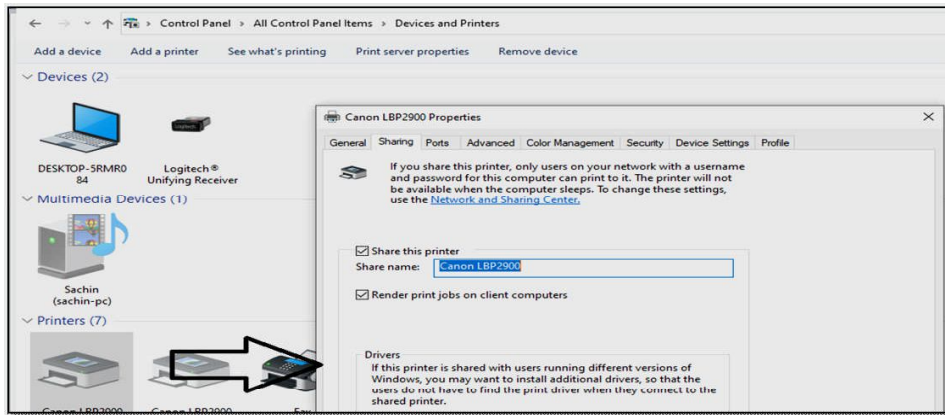 Control Panel > All Control Panel Items > Devices and Printers
Add a device Add a printer See what's printing Print server properties Remove device
Devices (2)
DESKTOP-5RMR0
84
Logitech®
Unifying Receiver
Multimedia Devices (1)
Sachin
(sachin-pc)
Printers (7)
Canon LBP2900 Canon LBP2900 Fax
Canon LBP2900 Properties
General Sharing Ports Advanced Color Management Security Device Settings Profile
If you share this printer, only users on your network with a username
and password for this computer can print to it. The printer will not
be available when the computer sleeps. To change these settings,
use the Network and Sharing Center.
Share this printer
Share name: Canon LBP2900
Render print jobs on client computers
Drivers
If this printer is shared with users running different versions of
Windows, you may want to install additional drivers, so that the
users do not have to find the print driver when they connect to the
shared printer.